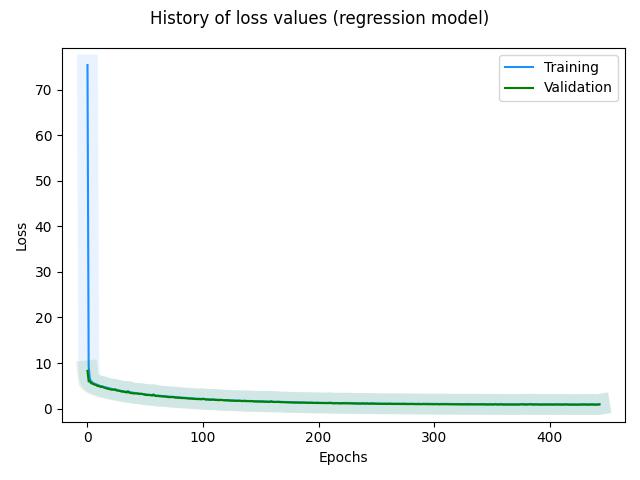 History of loss values (regression model)
Training
Validation
70
60
50
40
30
20
10
0
Loss
0 100 200 300 400
Epochs